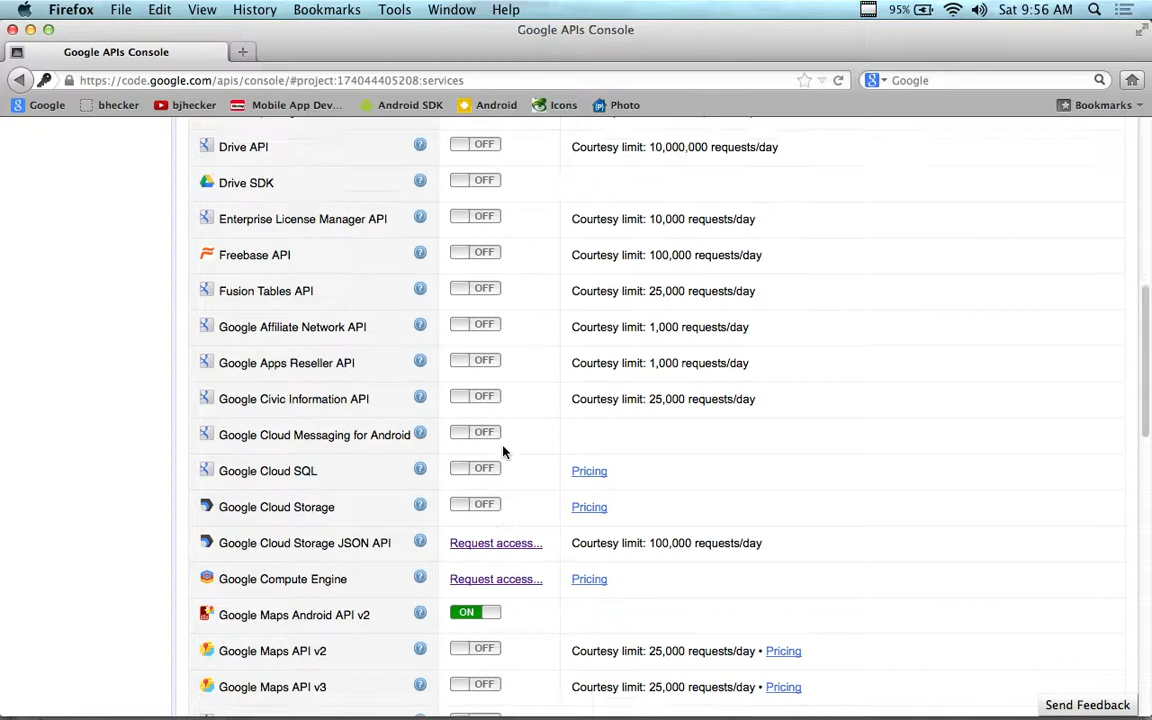 Firefox File Edit View History Bookmarks Tools Window Help 95% Sat 9:56 AM
Google APIs Console
Google APIs Console +
https://code.google.com/apis/console/#project:174044405208:services Google
Google bhecker bjhecker Mobile App Dev... Android SDK Android Icons Photo Bookmarks
Drive API ? OFF Courtesy limit: 10,000,000 requests/day
Drive SDK ? OFF
Enterprise License Manager API ? OFF Courtesy limit: 10,000 requests/day
Freebase API ? OFF Courtesy limit: 100,000 requests/day
Fusion Tables API ? OFF Courtesy limit: 25,000 requests/day
Google Affiliate Network API ? OFF Courtesy limit: 1,000 requests/day
Google Apps Reseller API ? OFF Courtesy limit: 1,000 requests/day
Google Civic Information API ? OFF Courtesy limit: 25,000 requests/day
Google Cloud Messaging for Android ? OFF
Google Cloud SQL ? OFF Pricing
Google Cloud Storage ? OFF Pricing
Google Cloud Storage JSON API ? Request access... Courtesy limit: 100,000 requests/day
Google Compute Engine ? Request access... Pricing
Google Maps Android API v2 ? ON
Google Maps API v2 ? OFF Courtesy limit: 25,000 requests/day • Pricing
Google Maps API v3 ? OFF Courtesy limit: 25,000 requests/day • Pricing
Send Feedback